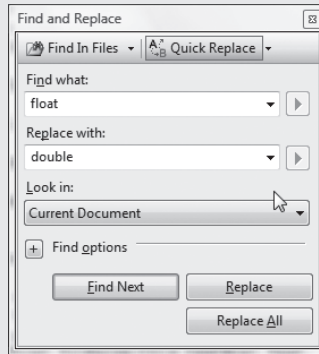 Find and Replace
Find In Files Quick Replace
Find what:
float
Replace with:
double
Look in:
Current Document
Find options
Find Next Replace
Replace All